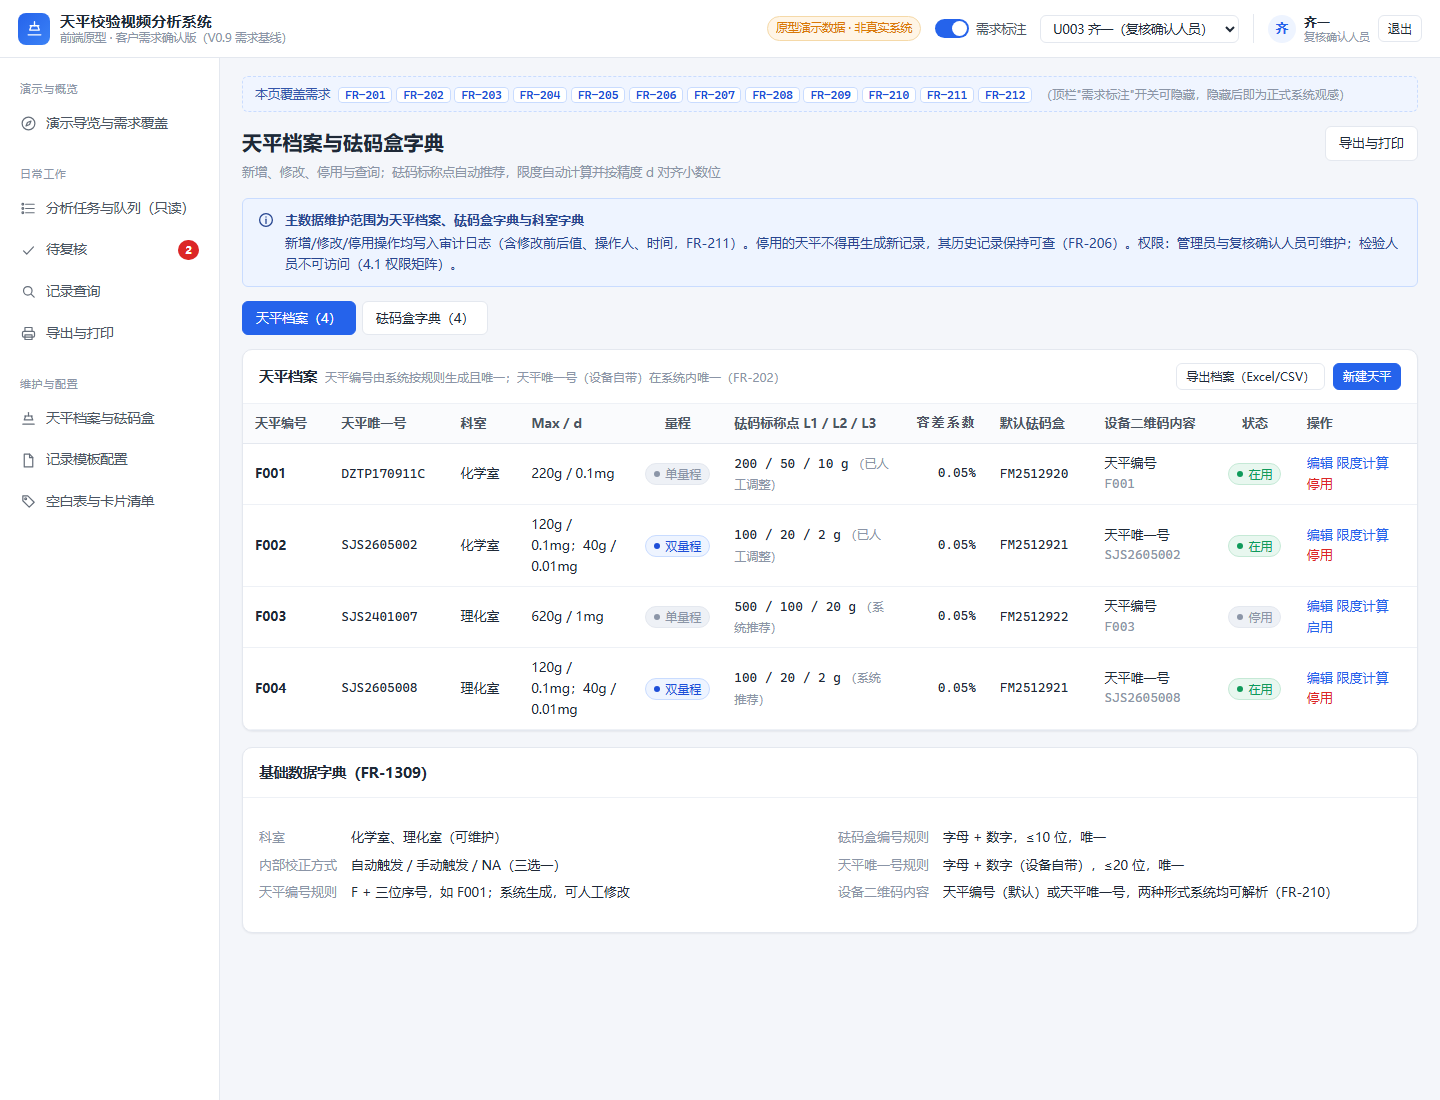 天平校验视频分析系统
前端原型 · 客户需求确认版（V0.9 需求基线）
原型演示数据 · 非真实系统
需求标注
U003 齐一（复核确认人员）
齐
齐一
复核确认人员
退出
演示与概览
演示导览与需求覆盖
日常工作
分析任务与队列（只读）
待复核
2
记录查询
导出与打印
维护与配置
天平档案与砝码盒
记录模板配置
空白表与卡片清单
本页覆盖需求 FR-201 FR-202 FR-203 FR-204 FR-205 FR-206 FR-207 FR-208 FR-209 FR-210 FR-211 FR-212 （顶栏"需求标注"开关可隐藏，隐藏后即为正式系统观感）
天平档案与砝码盒字典
新增、修改、停用与查询；砝码标称点自动推荐，限度自动计算并按精度 d 对齐小数位
导出与打印
主数据维护范围为天平档案、砝码盒字典与科室字典
新增/修改/停用操作均写入审计日志（含修改前后值、操作人、时间，FR-211）。停用的天平不得再生成新记录，其历史记录保持可查（FR-206）。权限：管理员与复核确认人员可维护；检验人
员不可访问（4.1 权限矩阵）。
天平档案（4）
砝码盒字典（4）
天平档案 天平编号由系统按规则生成且唯一；天平唯一号（设备自带）在系统内唯一（FR-202）
导出档案（Excel/CSV）
新建天平
天平编号 天平唯一号 科室 Max / d 量程 砝码标称点 L1 / L2 / L3 容差系数 默认砝码盒 设备二维码内容 状态 操作
F001 DZTP170911C 化学室 220g / 0.1mg 单量程 200 / 50 / 10 g （已人
工调整） 0.05% FM2512920 天平编号
F001 在用 编辑 限度计算
停用
F002 SJS2605002 化学室 120g /
0.1mg；40g /
0.01mg 双量程 100 / 20 / 2 g （已人
工调整） 0.05% FM2512921 天平唯一号
SJS2605002 在用 编辑 限度计算
停用
F003 SJS2401007 理化室 620g / 1mg 单量程 500 / 100 / 20 g （系
统推荐） 0.05% FM2512922 天平编号
F003 停用 编辑 限度计算
启用
F004 SJS2605008 理化室 120g /
0.1mg；40g /
0.01mg 双量程 100 / 20 / 2 g （系统
推荐） 0.05% FM2512921 天平唯一号
SJS2605008 在用 编辑 限度计算
停用
基础数据字典（FR-1309）
科室 化学室、理化室（可维护）
砝码盒编号规则 字母 + 数字，≤10 位，唯一
内部校正方式 自动触发 / 手动触发 / NA（三选一）
天平唯一号规则 字母 + 数字（设备自带），≤20 位，唯一
天平编号规则 F + 三位序号，如 F001；系统生成，可人工修改
设备二维码内容 天平编号（默认）或天平唯一号，两种形式系统均可解析（FR-210）